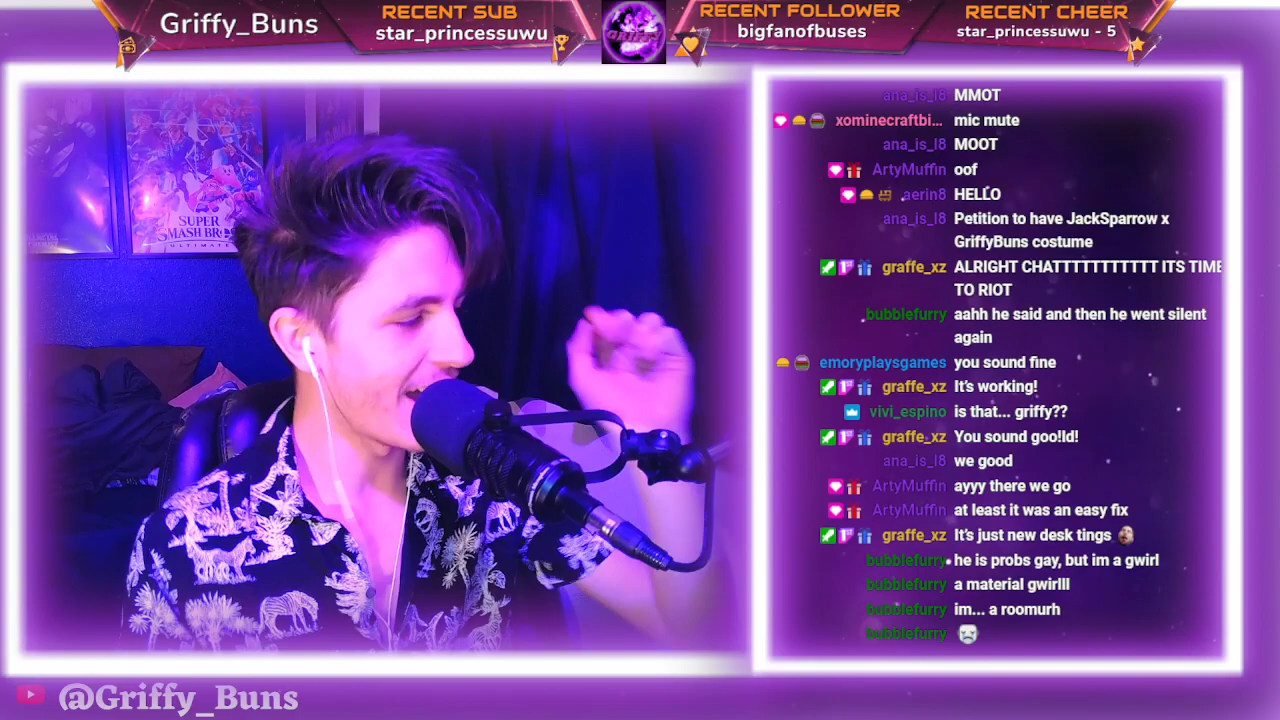 Griffy_Buns
RECENT SUB
star_princessuwu
GRIFFY
RECENT FOLLOWER
bigfanofbuses
RECENT CHEER
star_princessuwu - 5
SUPER
SMASH BROS
ULTIMATE
ana_is_l8 MMOT
xominecraftbi... mic mute
ana_is_l8 MOOT
ArtyMuffin oof
aerin8 HELLO
ana_is_l8 Petition to have JackSparrow x
GriffyBuns costume
graffe_xz ALRIGHT CHATTTTTTTTTTT ITS TIME
TO RIOT
bubblefurry aahh he said and then he went silent
again
emoryplaysgames you sound fine
graffe_xz It's working!
vivi_espino is that... griffy??
graffe_xz You sound goo!ld!
ana_is_l8 we good
ArtyMuffin ayyy there we go
ArtyMuffin at least it was an easy fix
graffe_xz It's just new desk tings
bubblefurry he is probs gay, but im a gwirl
bubblefurry a material gwirlll
bubblefurry im... a roomurh
bubblefurry
@Griffy_Buns